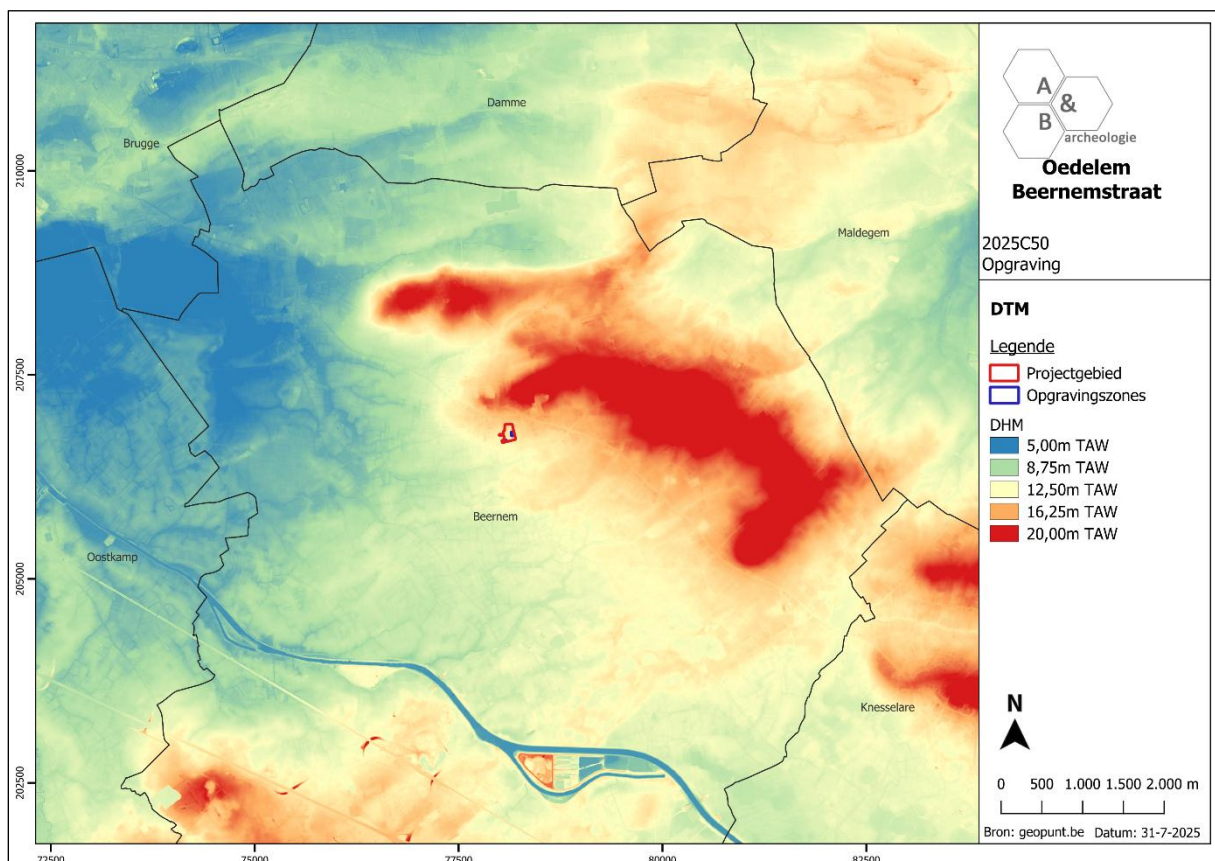 Damme
Brugge
Maldegem
Beernem
Oostkamp
Knesselare
210000
207500
205000
202500
72500
75000
77500
80000
82500
A
&
B
archeologie
Oedelem
Beernemstraat
2025C50
Opgraving
DTM
Legende
Projectgebied
Opgravingszones
DHM
5,00m TAW
8,75m TAW
12,50m TAW
16,25m TAW
20,00m TAW
N
0 500 1.000 1.500 2.000 m
Bron: geopunt.be Datum: 31-7-2025